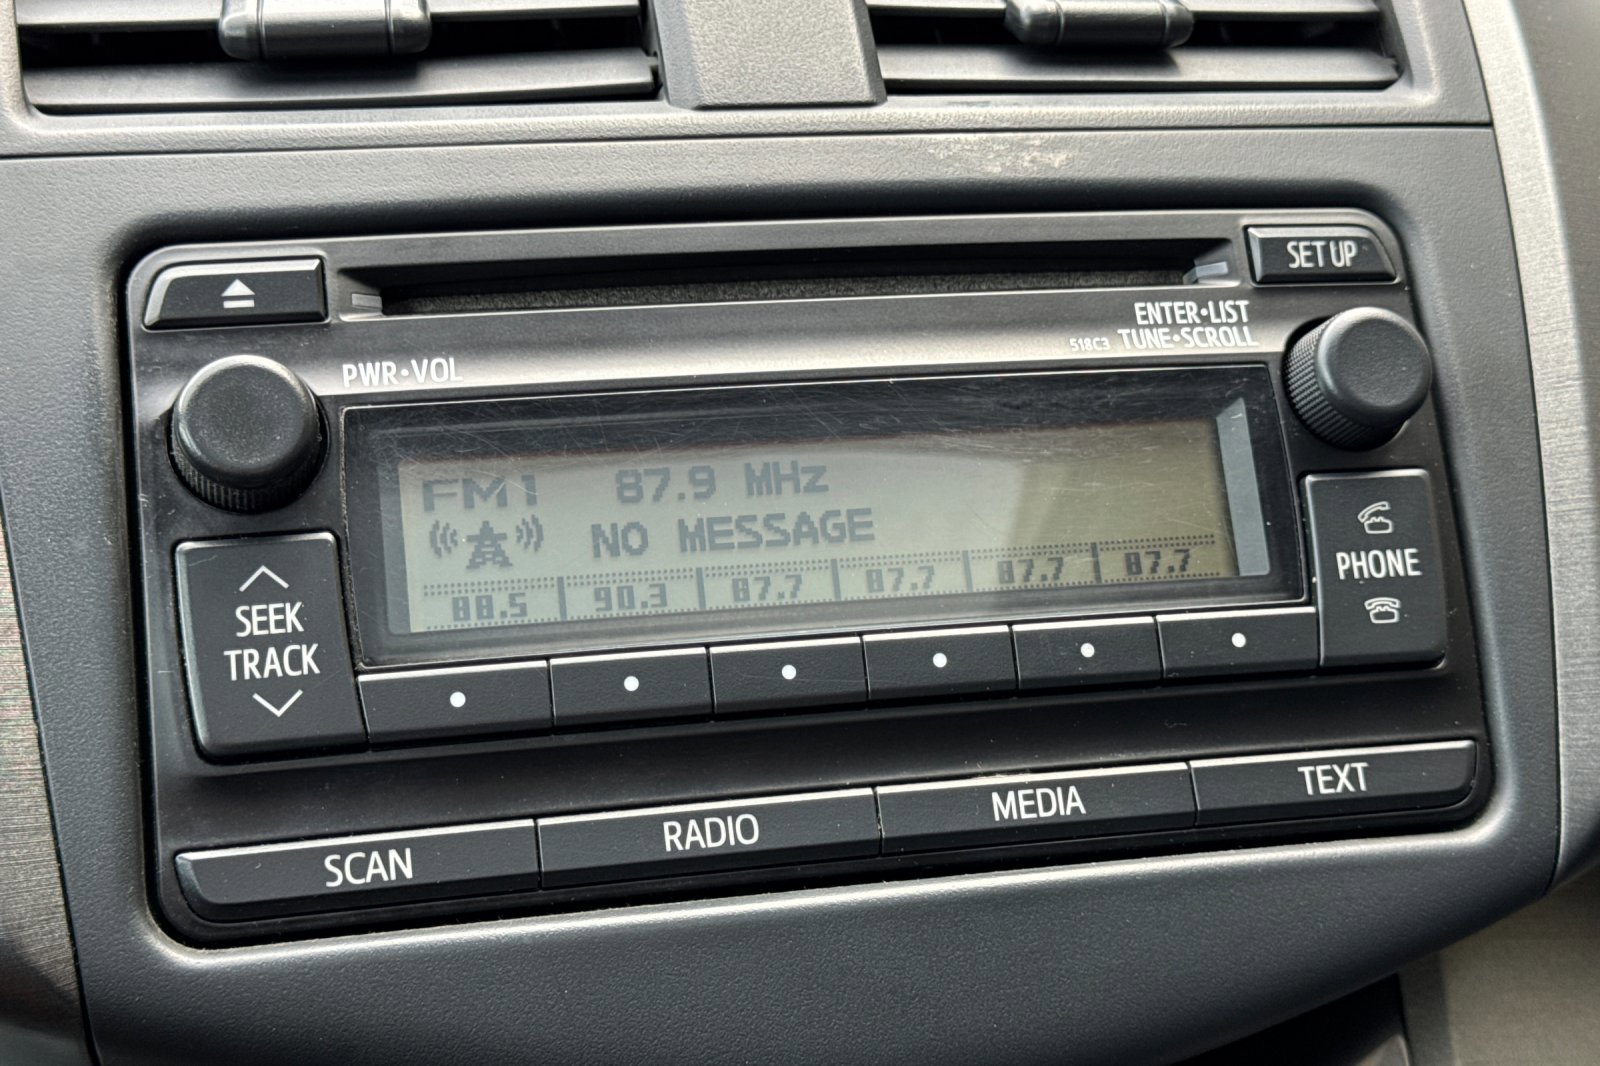 SET UP
ENTER•LIST
518C3 TUNE•SCROLL
PWR•VOL
FM1 87.9 MHz
NO MESSAGE
88.5 90.3 87.7 87.7 87.7 87.7
SEEK
TRACK
PHONE
SCAN
RADIO
MEDIA
TEXT